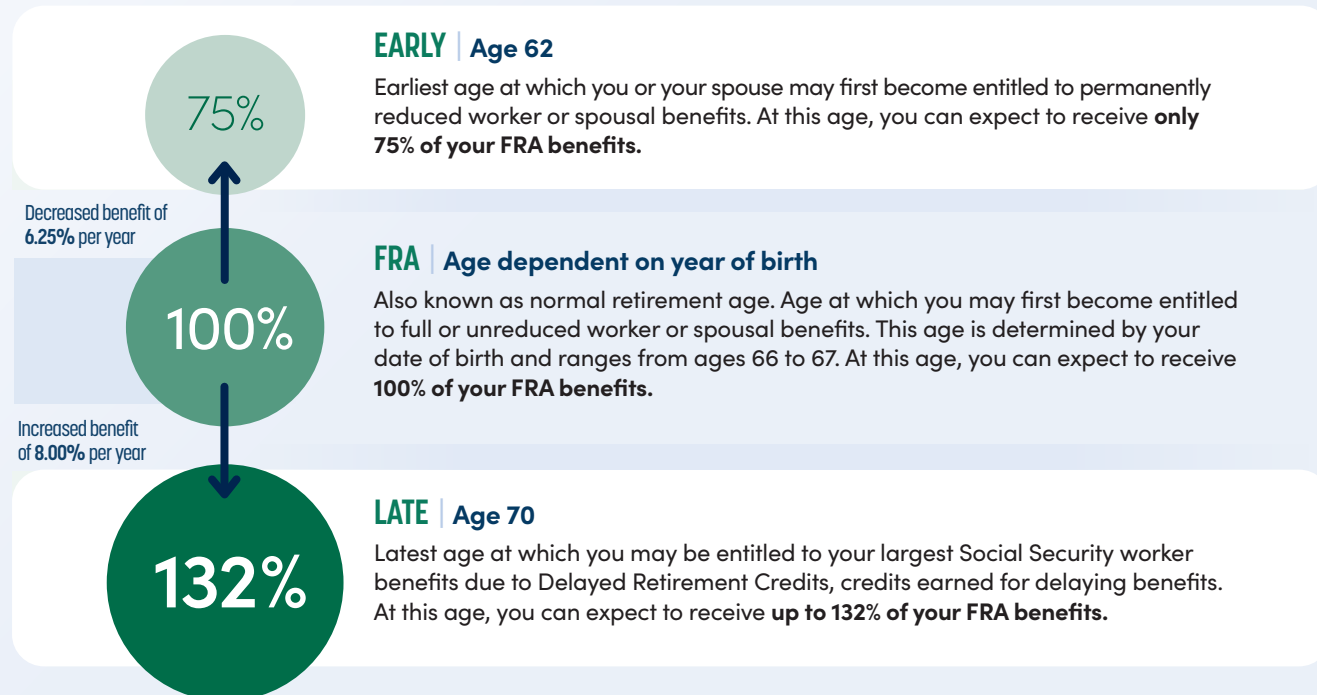 75%
EARLY | Age 62
Earliest age at which you or your spouse may first become entitled to permanently
reduced worker or spousal benefits. At this age, you can expect to receive only
75% of your FRA benefits.
Decreased benefit of
6.25% per year
100%
FRA | Age dependent on year of birth
Also known as normal retirement age. Age at which you may first become entitled
to full or unreduced worker or spousal benefits. This age is determined by your
date of birth and ranges from ages 66 to 67. At this age, you can expect to receive
100% of your FRA benefits.
Increased benefit
of 8.00% per year
132%
LATE | Age 70
Latest age at which you may be entitled to your largest Social Security worker
benefits due to Delayed Retirement Credits, credits earned for delaying benefits.
At this age, you can expect to receive up to 132% of your FRA benefits.